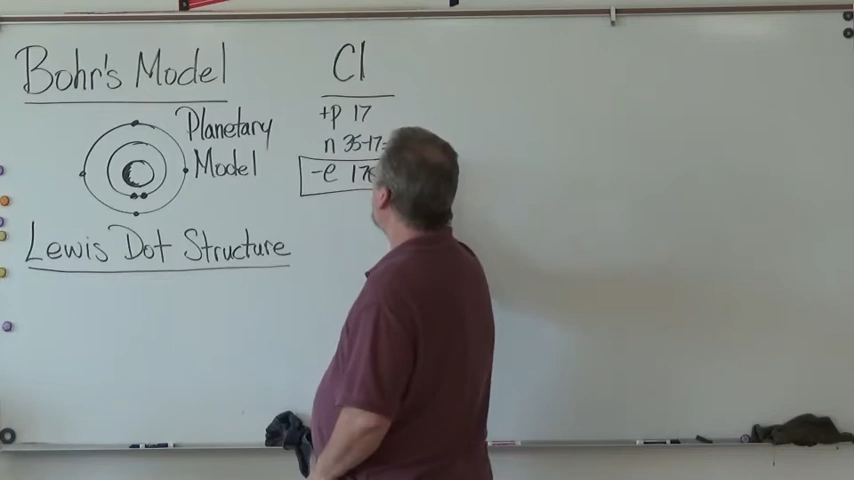 Bohr's Model
Planetary
Model
Lewis Dot Structure
Cl
+p 17
n 35-17=
-e 17